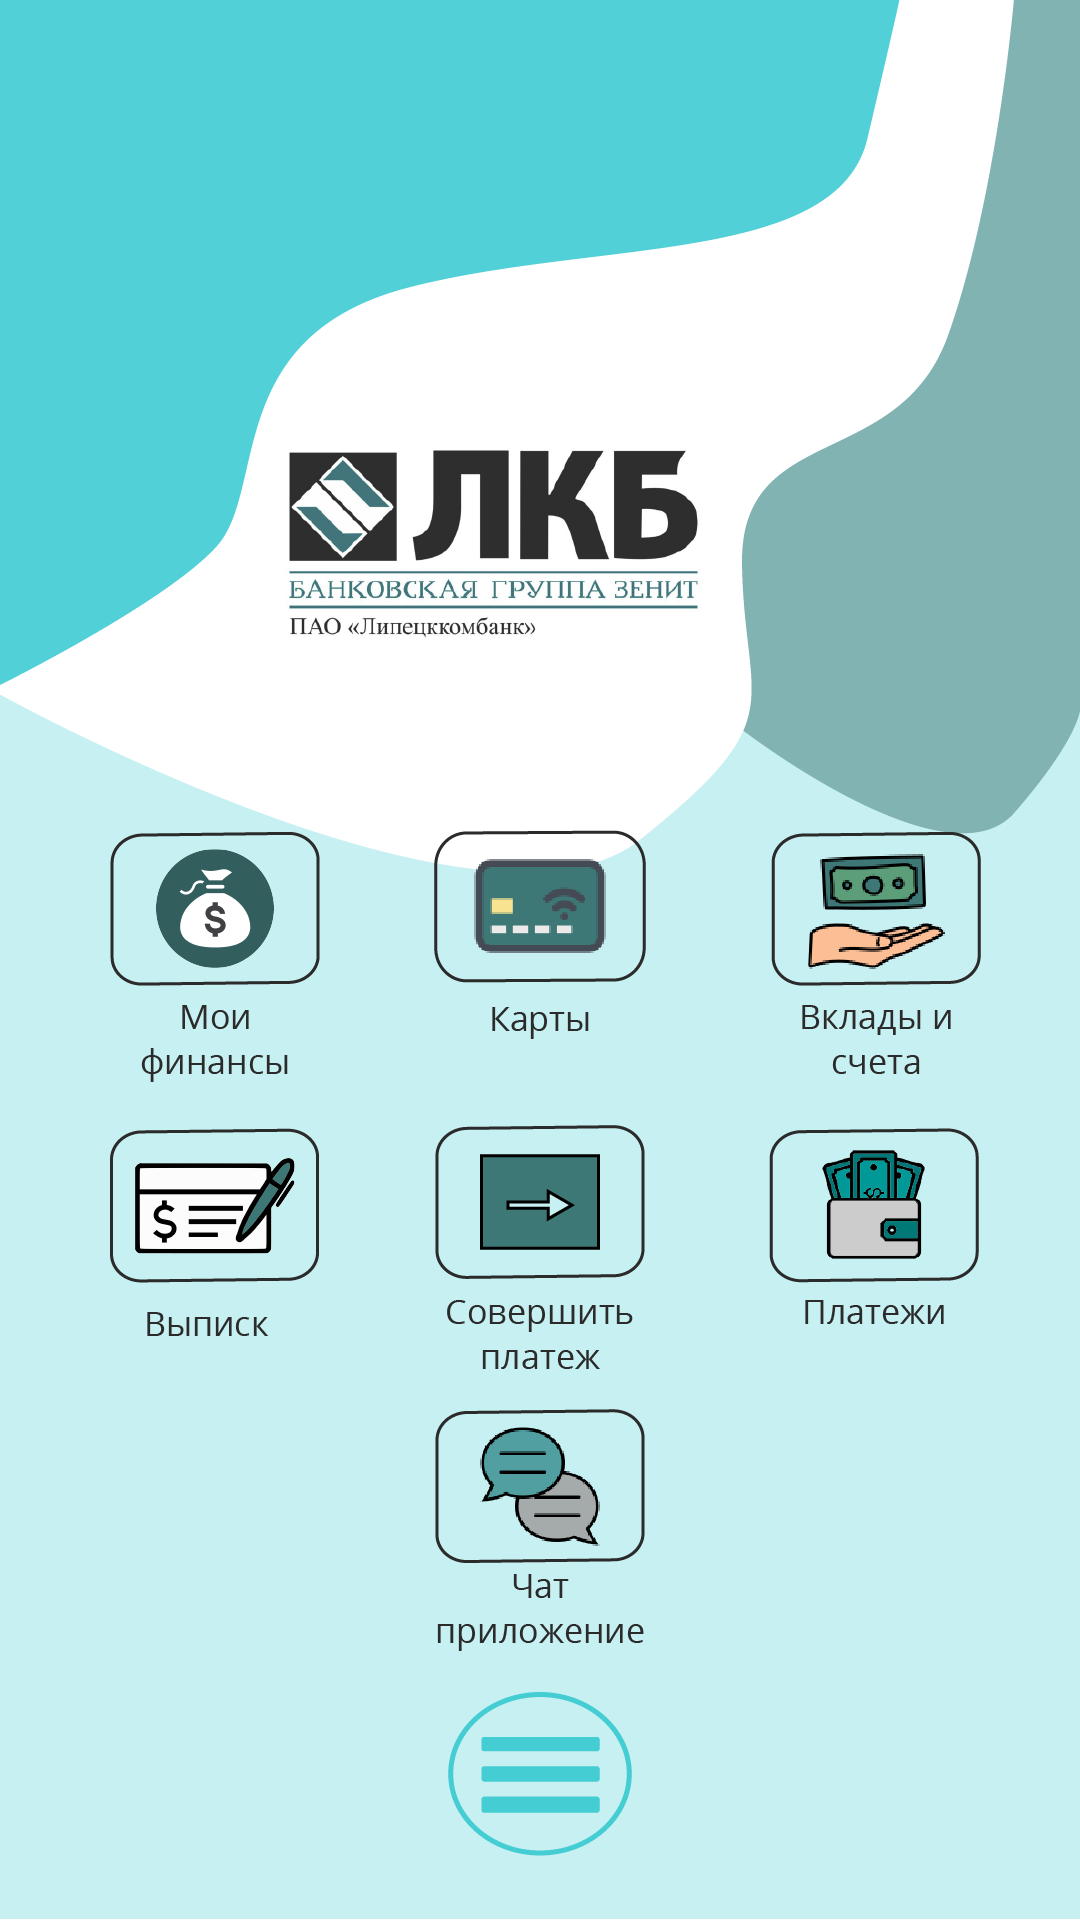 ЛКБ
БАНКОВСКАЯ ГРУППА ЗЕНИТ
ПАО «Липецккомбанк»
$
Мои
финансы
Карты
Вклады и
счета
$
Выписк
Совершить
платеж
$
Платежи
Чат
приложение